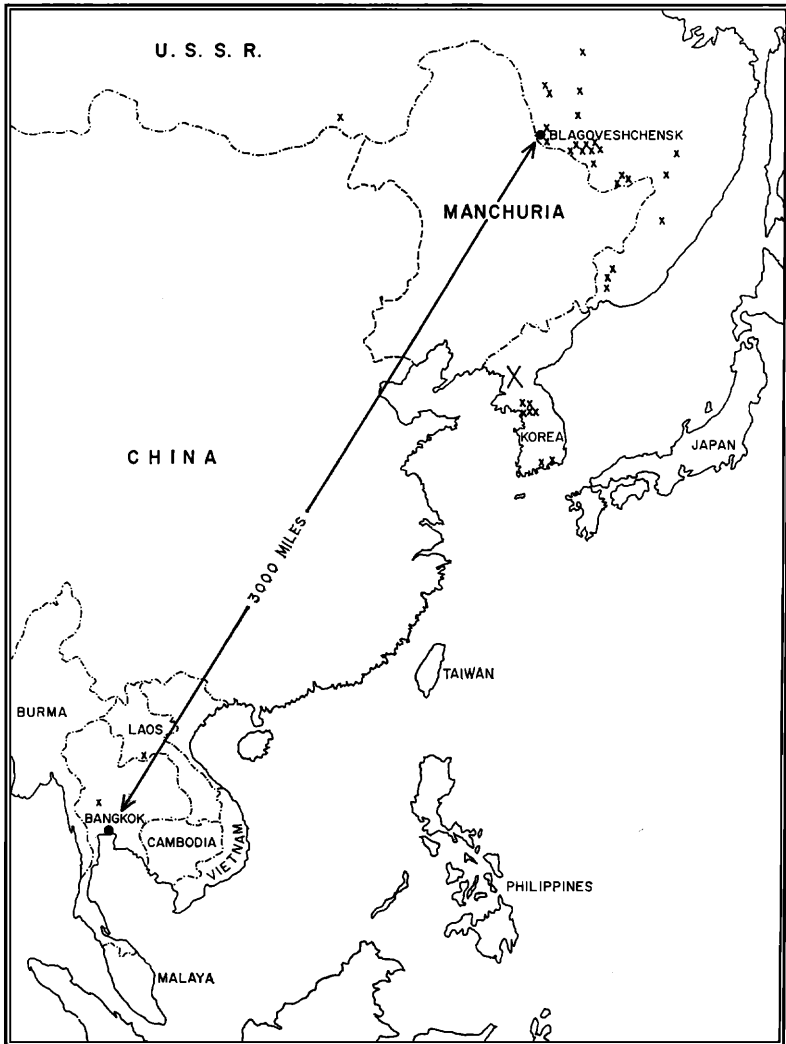 U. S. S. R.
BLAGOVESHCHENSK
MANCHURIA
KOREA
JAPAN
CHINA
3000 MILES
TAIWAN
BURMA
LAOS
BANGKOK
CAMBODIA
VIETNAM
PHILIPPINES
MALAYA